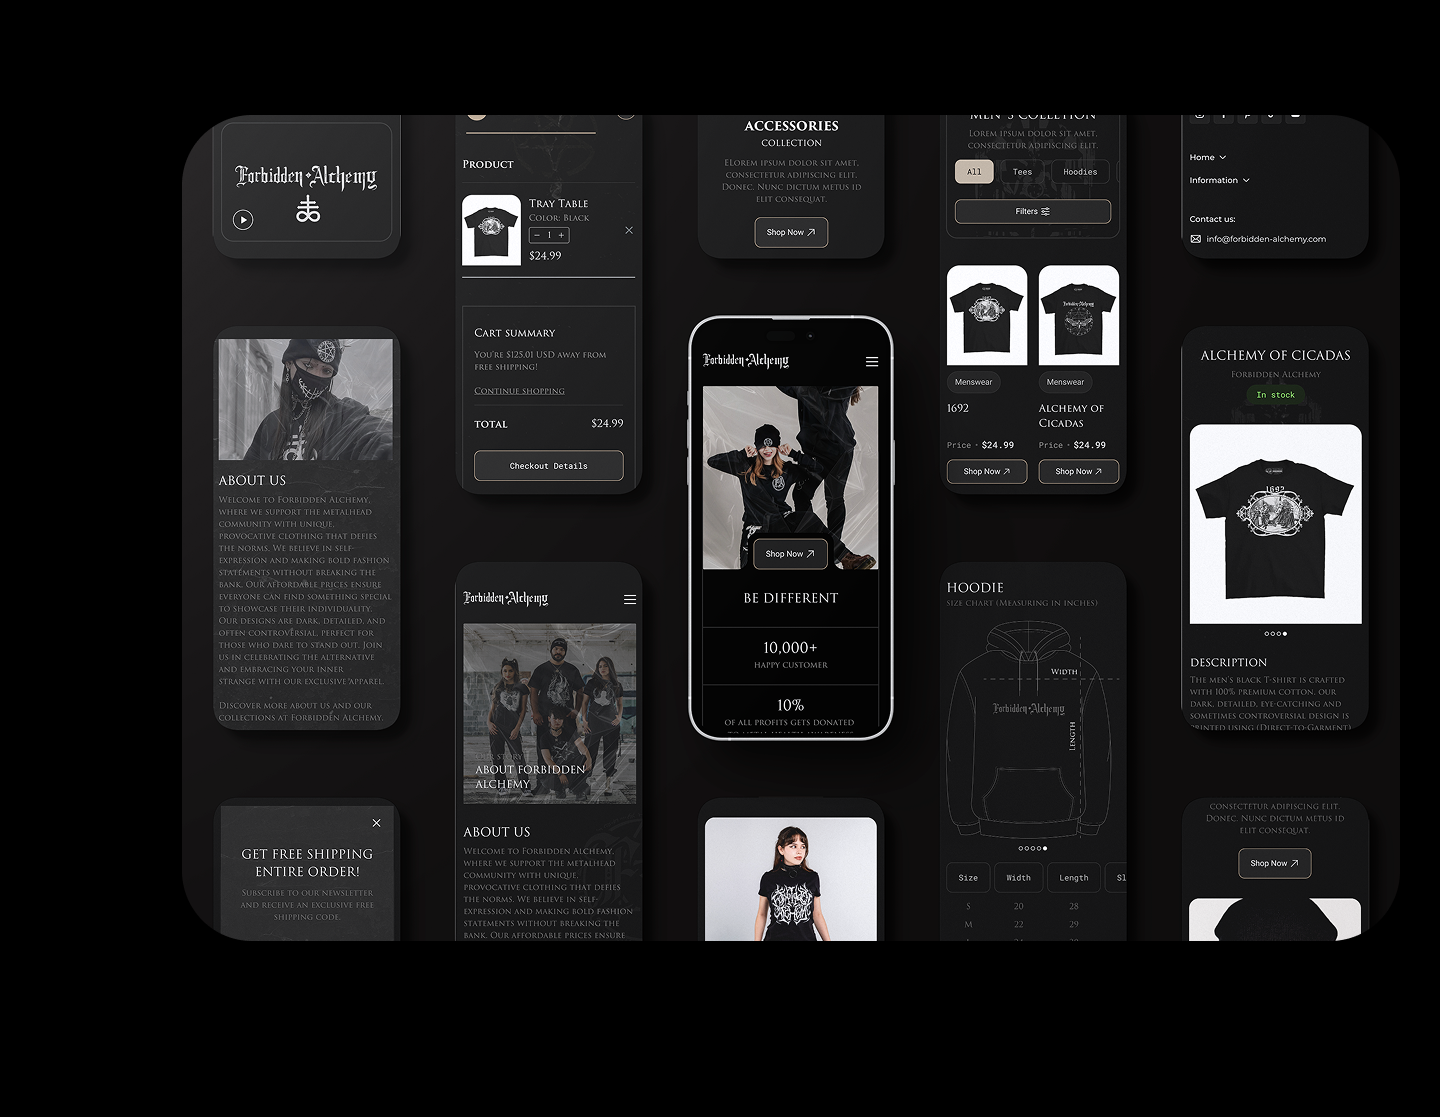 Forbidden Alchemy
ABOUT US
Welcome to Forbidden Alchemy,
where we support the metalhead
community with unique,
provocative clothing that defies
the norms. We believe in self-
expression and making bold fashion
statements without breaking the
bank. Our affordable prices ensure
everyone can find something special
to showcase their individuality.
Our designs are dark, detailed, and
often controversial, perfect for
those who dare to stand out. Join
us in celebrating the alternative
and embracing your inner
strange with our exclusive apparel.
Discover more about us and our
collections at Forbidden Alchemy.
GET FREE SHIPPING
ENTIRE ORDER!
Subscribe to our newsletter
and receive an exclusive free
shipping code.
Product
Tray Table
Color: Black
− 1 +
$24.99
Cart summary
You're $125.01 USD away from
free shipping!
Continue shopping
TOTAL $24.99
Checkout Details
Forbidden Alchemy
ABOUT FORBIDDEN
ALCHEMY
ABOUT US
Welcome to Forbidden Alchemy,
where we support the metalhead
community with unique,
provocative clothing that defies
the norms. We believe in self-
expression and making bold fashion
statements without breaking the
bank. Our affordable prices ensure
ACCESSORIES
COLLECTION
ELorem ipsum dolor sit amet,
consectetur adipiscing elit.
Donec. Nunc dictum metus id
elit consequat.
Shop Now
Forbidden Alchemy
Shop Now
BE DIFFERENT
10,000+
HAPPY CUSTOMER
10%
OF ALL PROFITS GETS DONATED
MEN'S COLLETION
Lorem ipsum dolor sit amet,
consectetur adipiscing elit.
All Tees Hoodies
Filters
Menswear Menswear
1692 Alchemy of
Cicadas
Price • $24.99 Price • $24.99
Shop Now Shop Now
HOODIE
SIZE CHART (MEASURING IN INCHES)
Width
Length
Forbidden Alchemy
Size Width Length Sl
S 20 28
M 22 29
Home
Information
Contact us:
info@forbidden-alchemy.com
ALCHEMY OF CICADAS
Forbidden Alchemy
In stock
1692
DESCRIPTION
The men's black T-shirt is crafted
with 100% premium cotton. our
dark, detailed, eye-catching and
sometimes controversial design is
printed using (Direct-to-Garment)
consectetur adipiscing elit.
Donec. Nunc dictum metus id
elit consequat.
Shop Now